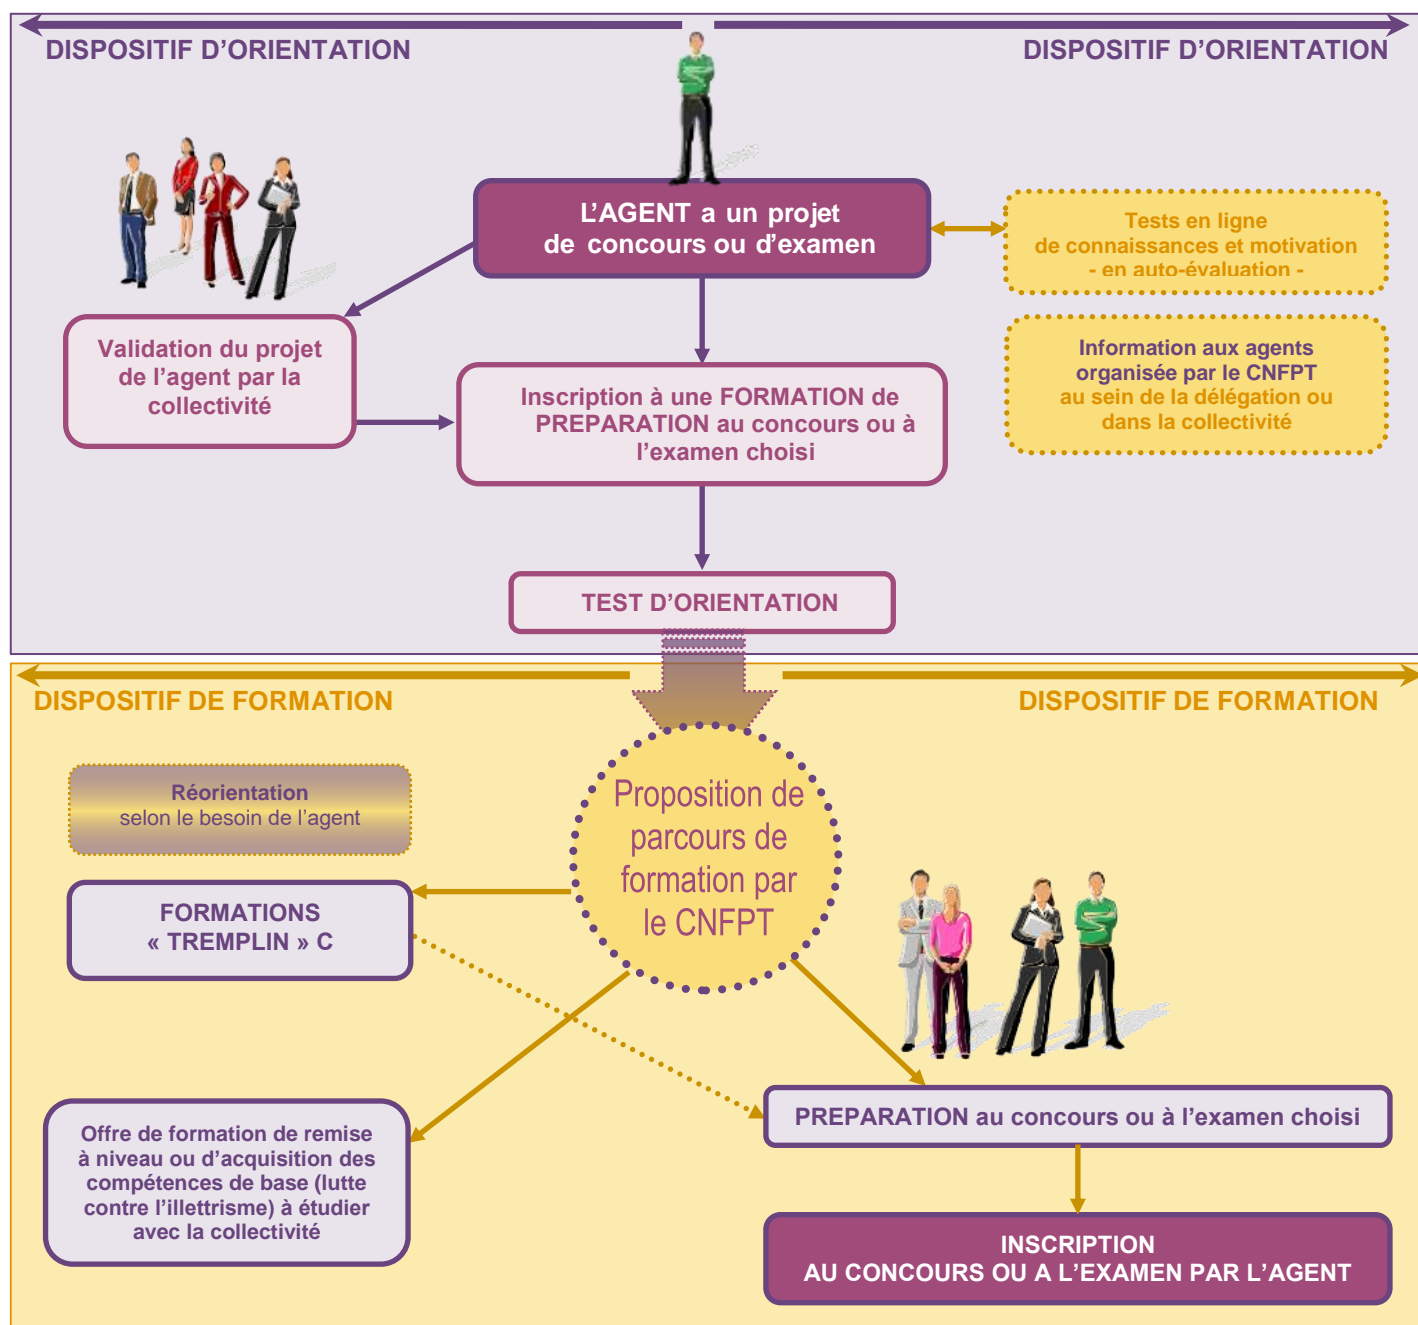 DISPOSITIF D’ORIENTATION
DISPOSITIF D’ORIENTATION
L’AGENT a un projet
de concours ou d’examen
Tests en ligne
de connaissances et motivation
- en auto-évaluation -
Validation du projet
de l’agent par la
collectivité
Information aux agents
organisée par le CNFPT
au sein de la délégation ou
dans la collectivité
Inscription à une FORMATION de
PREPARATION au concours ou à
l’examen choisi
TEST D’ORIENTATION
DISPOSITIF DE FORMATION
DISPOSITIF DE FORMATION
Proposition de
parcours de
formation par
le CNFPT
Réorientation
selon le besoin de l’agent
FORMATIONS
« TREMPLIN » C
PREPARATION au concours ou à l’examen choisi
Offre de formation de remise
à niveau ou d’acquisition des
compétences de base (lutte
contre l’illettrisme) à étudier
avec la collectivité
INSCRIPTION
AU CONCOURS OU A L’EXAMEN PAR L’AGENT